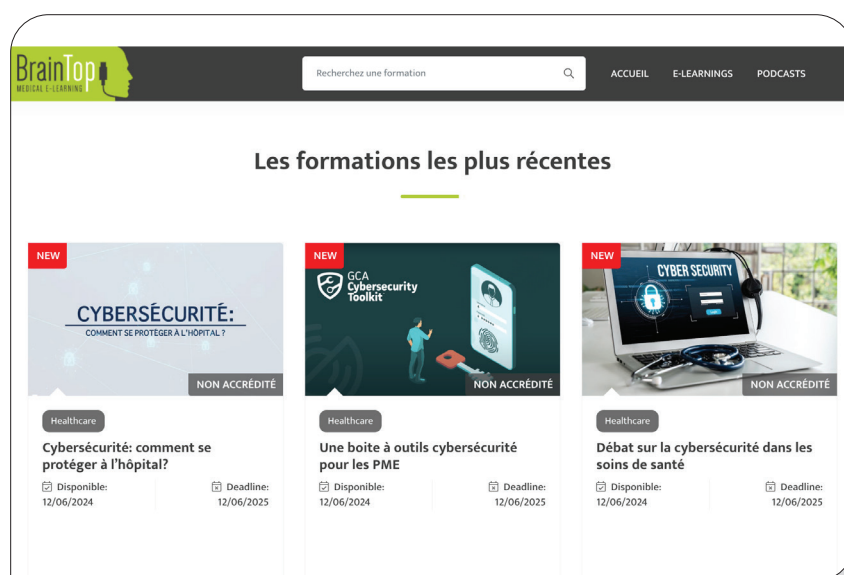 BrainTop
MEDICAL E-LEARNING
Recherchez une formation
ACCUEIL
E-LEARNINGS
PODCASTS
Les formations les plus récentes
NEW
CYBERSÉCURITÉ:
COMMENT SE PROTÉGER À L'HÔPITAL ?
NON ACCRÉDITÉ
Healthcare
Cybersécurité: comment se
protéger à l'hôpital?
Disponible:
12/06/2024
Deadline:
12/06/2025
NEW
GCA
Cybersecurity
Toolkit
NON ACCRÉDITÉ
Healthcare
Une boite à outils cybersécurité
pour les PME
Disponible:
12/06/2024
Deadline:
12/06/2025
NEW
CYBER SECURITY
Login
NON ACCRÉDITÉ
Healthcare
Débat sur la cybersécurité dans les
soins de santé
Disponible:
12/06/2024
Deadline:
12/06/2025